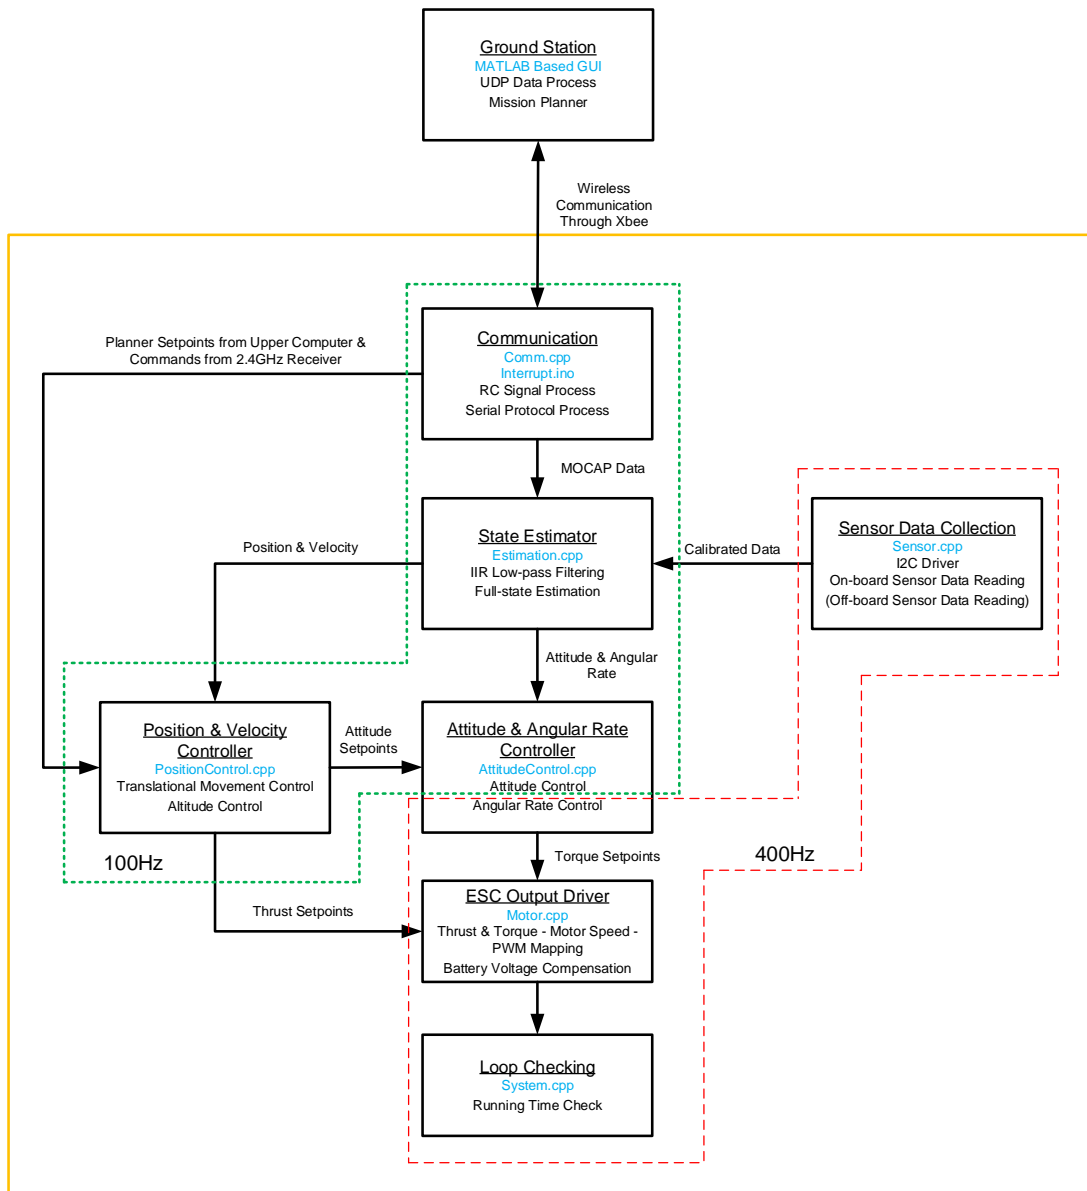 Ground Station
MATLAB Based GUI
UDP Data Process
Mission Planner
Wireless
Communication
Through Xbee
Planner Setpoints from Upper Computer &
Commands from 2.4GHz Receiver
Communication
Comm.cpp
Interrupt.ino
RC Signal Process
Serial Protocol Process
MOCAP Data
Position & Velocity
State Estimator
Estimation.cpp
IIR Low-pass Filtering
Full-state Estimation
Calibrated Data
Sensor Data Collection
Sensor.cpp
I2C Driver
On-board Sensor Data Reading
(Off-board Sensor Data Reading)
Attitude & Angular
Rate
Position & Velocity
Controller
PositionControl.cpp
Translational Movement Control
Altitude Control
Attitude
Setpoints
Attitude & Angular Rate
Controller
AttitudeControl.cpp
Attitude Control
Angular Rate Control
100Hz
Torque Setpoints
400Hz
Thrust Setpoints
ESC Output Driver
Motor.cpp
Thrust & Torque - Motor Speed -
PWM Mapping
Battery Voltage Compensation
Loop Checking
System.cpp
Running Time Check